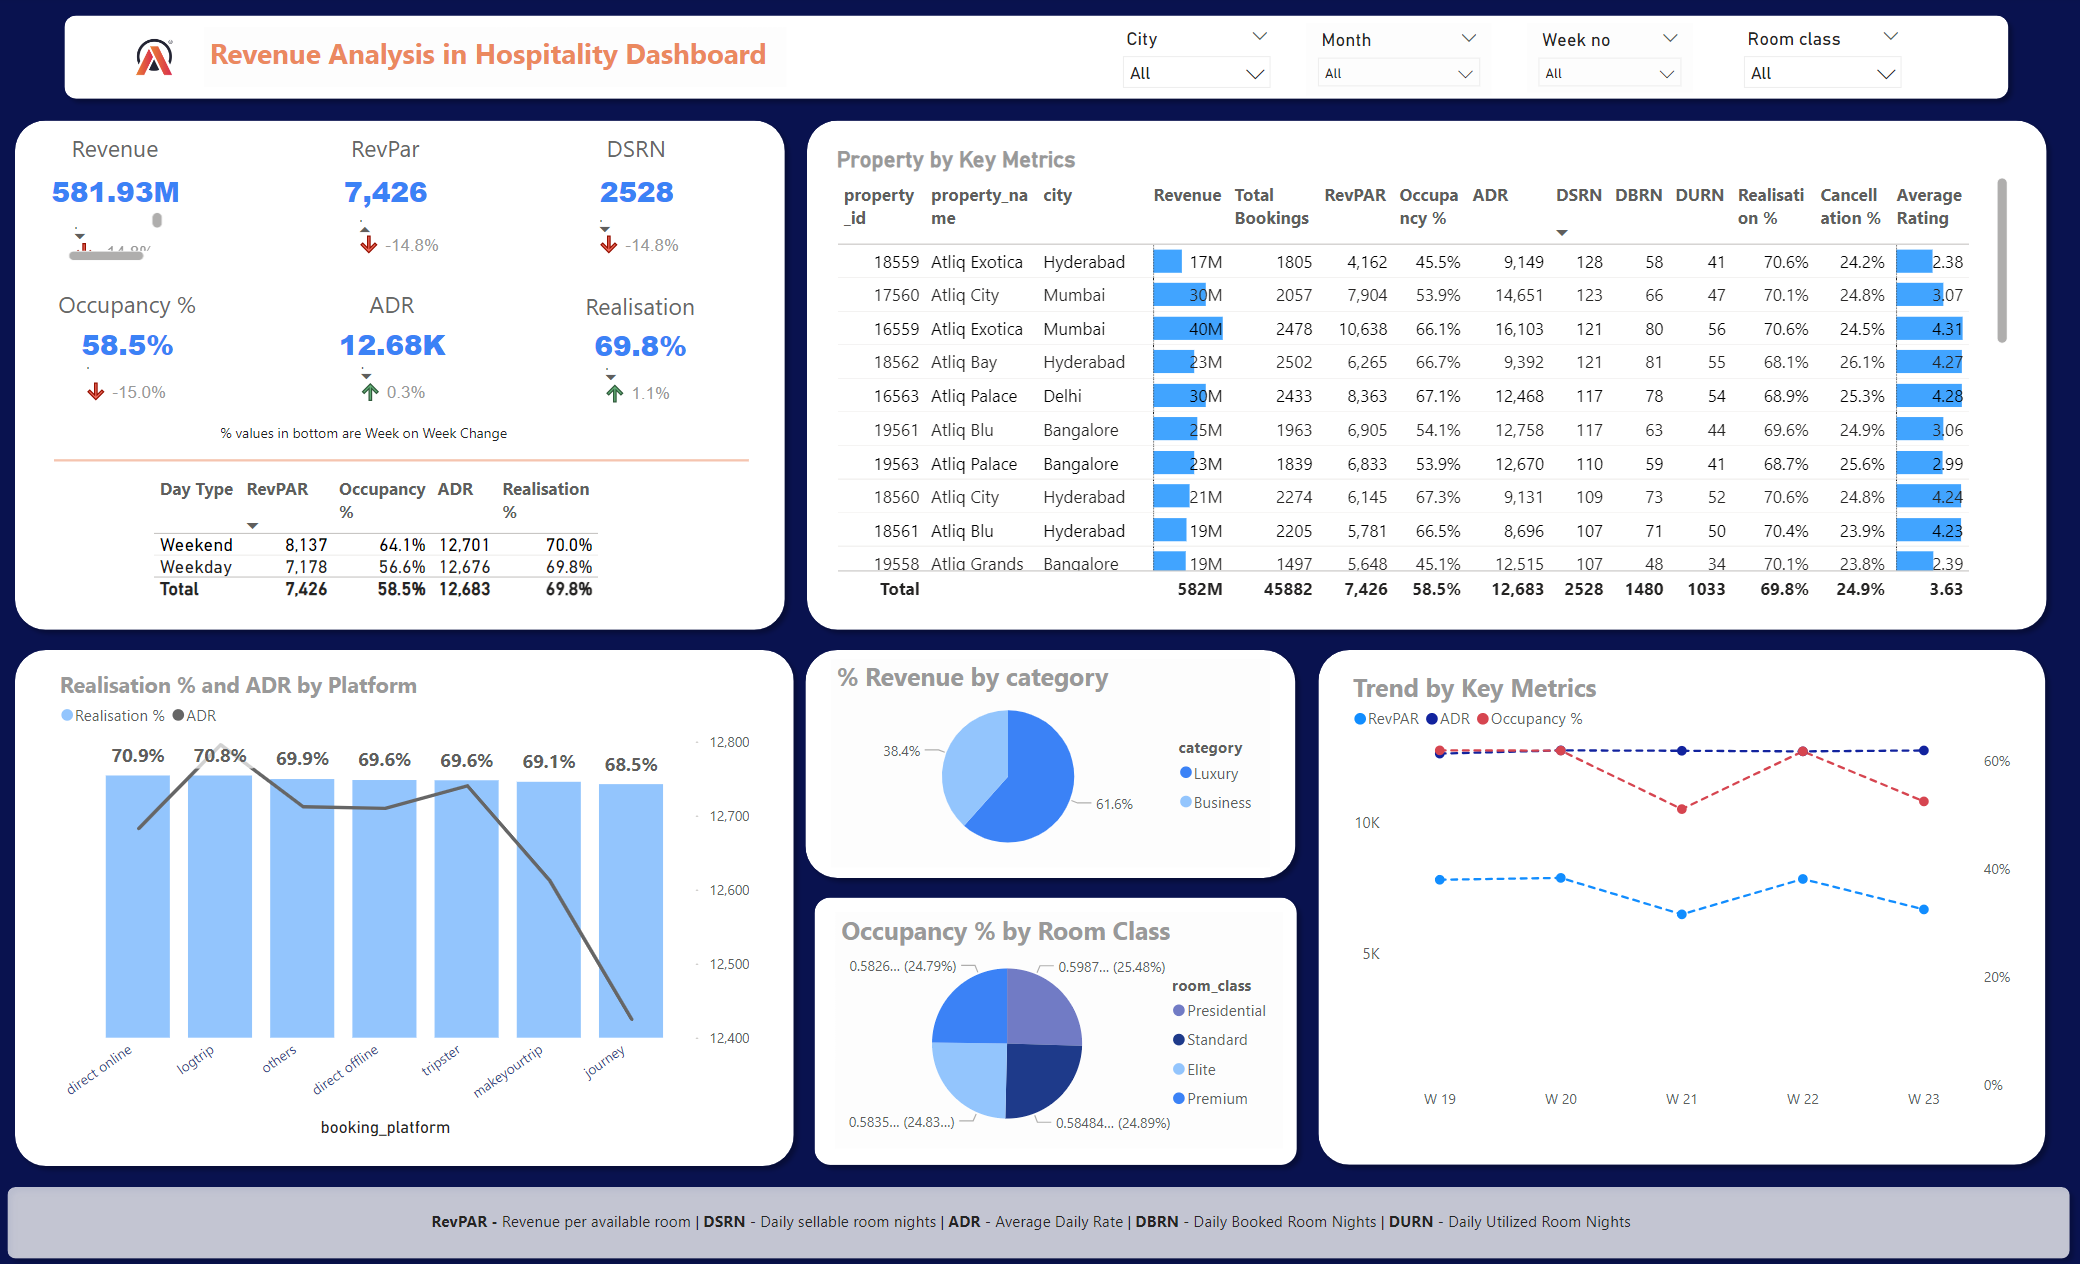 Revenue Analysis in Hospitality Dashboard
City
All
Month
All
Week no
All
Room class
All
Revenue
581.93M
RevPar
7,426
-14.8%
DSRN
2528
-14.8%
Occupancy %
58.5%
-15.0%
ADR
12.68K
0.3%
Realisation
69.8%
1.1%
% values in bottom are Week on Week Change
Day Type RevPAR Occupancy % ADR Realisation %
Weekend 8,137 64.1% 12,701 70.0%
Weekday 7,178 56.6% 12,676 69.8%
Total 7,426 58.5% 12,683 69.8%
Property by Key Metrics
property_id property_name city Revenue Total Bookings RevPAR Occupancy % ADR DSRN DBRN DURN Realisation % Cancellation % Average Rating
18559 Atliq Exotica Hyderabad 17M 1805 4,162 45.5% 9,149 128 58 41 70.6% 24.2% 2.38
17560 Atliq City Mumbai 30M 2057 7,904 53.9% 14,651 123 66 47 70.1% 24.8% 3.07
16559 Atliq Exotica Mumbai 40M 2478 10,638 66.1% 16,103 121 80 56 70.6% 24.5% 4.31
18562 Atliq Bay Hyderabad 23M 2502 6,265 66.7% 9,392 121 81 55 68.1% 26.1% 4.27
16563 Atliq Palace Delhi 30M 2433 8,363 67.1% 12,468 117 78 54 68.9% 25.3% 4.28
19561 Atliq Blu Bangalore 25M 1963 6,905 54.1% 12,758 117 63 44 69.6% 24.9% 3.06
19563 Atliq Palace Bangalore 23M 1839 6,833 53.9% 12,670 110 59 41 68.7% 25.6% 2.99
18560 Atliq City Hyderabad 21M 2274 6,145 67.3% 9,131 109 73 52 70.6% 24.8% 4.24
18561 Atliq Blu Hyderabad 19M 2205 5,781 66.5% 8,696 107 71 50 70.4% 23.9% 4.23
19558 Atliq Grands Bangalore 19M 1497 5,648 45.1% 12,515 107 48 34 70.1% 23.8% 2.39
Total 582M 45882 7,426 58.5% 12,683 2528 1480 1033 69.8% 24.9% 3.63
Realisation % and ADR by Platform
Realisation % ADR
70.9% 70.8% 69.9% 69.6% 69.6% 69.1% 68.5%
12,800
12,700
12,600
12,500
12,400
direct online logtrip others direct offline tripster makeyourtrip journey
booking_platform
% Revenue by category
38.4%
61.6%
category
Luxury
Business
Occupancy % by Room Class
0.5826... (24.79%)
0.5987... (25.48%)
0.5835... (24.83...)
0.58484... (24.89%)
room_class
Presidential
Standard
Elite
Premium
Trend by Key Metrics
RevPAR ADR Occupancy %
10K
5K
60%
40%
20%
0%
W 19 W 20 W 21 W 22 W 23
RevPAR - Revenue per available room | DSRN - Daily sellable room nights | ADR - Average Daily Rate | DBRN - Daily Booked Room Nights | DURN - Daily Utilized Room Nights